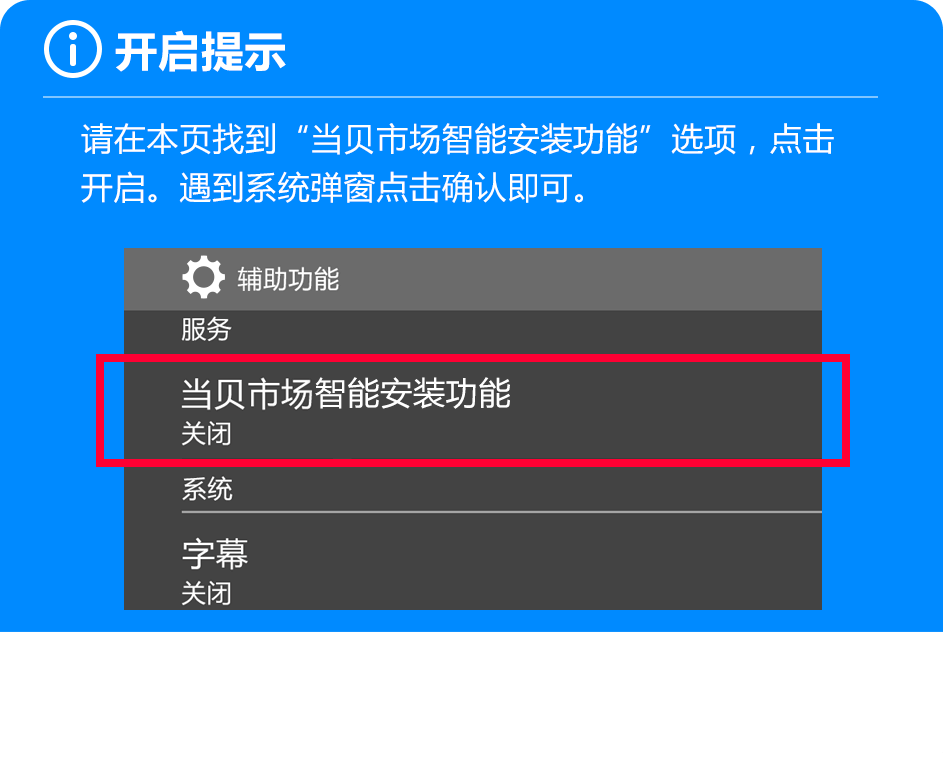 开启提示
请在本页找到“当贝市场智能安装功能”选项，点击
开启。遇到系统弹窗点击确认即可。
辅助功能
服务
当贝市场智能安装功能
关闭
系统
字幕
关闭